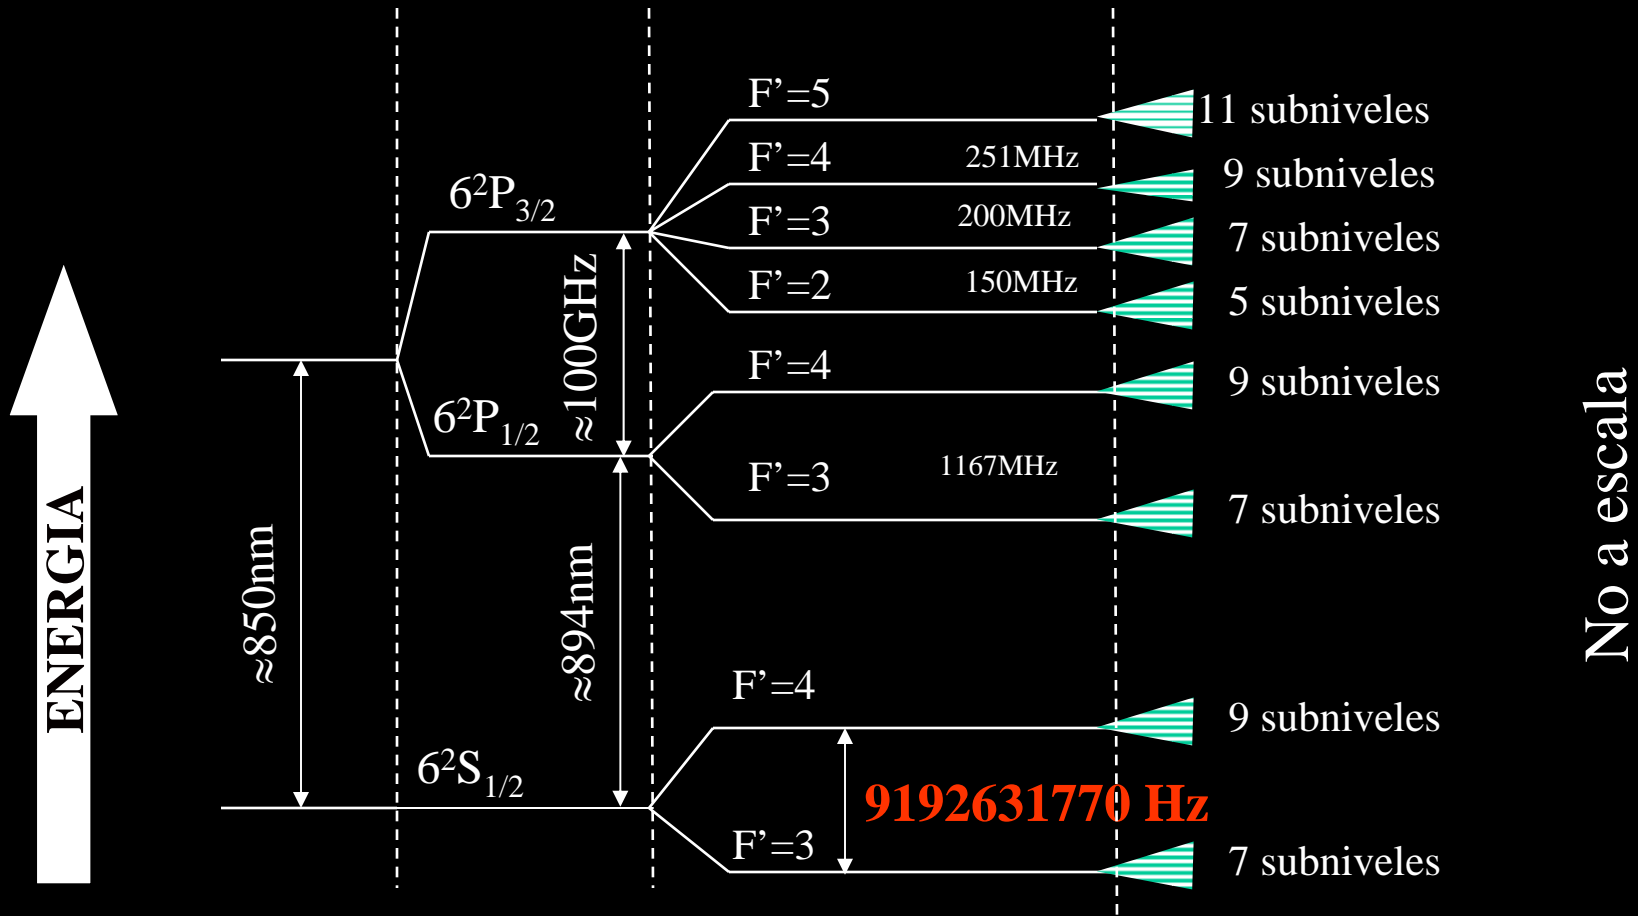 F’=5
11 subniveles
F’=4
251MHz
9 subniveles
6²P₃/₂
F’=3
200MHz
7 subniveles
F’=2
150MHz
5 subniveles
≈100GHz
F’=4
9 subniveles
6²P₁/₂
F’=3
1167MHz
7 subniveles
ENERGIA
≈850nm
≈894nm
No a escala
F’=4
9 subniveles
6²S₁/₂
9192631770 Hz
F’=3
7 subniveles